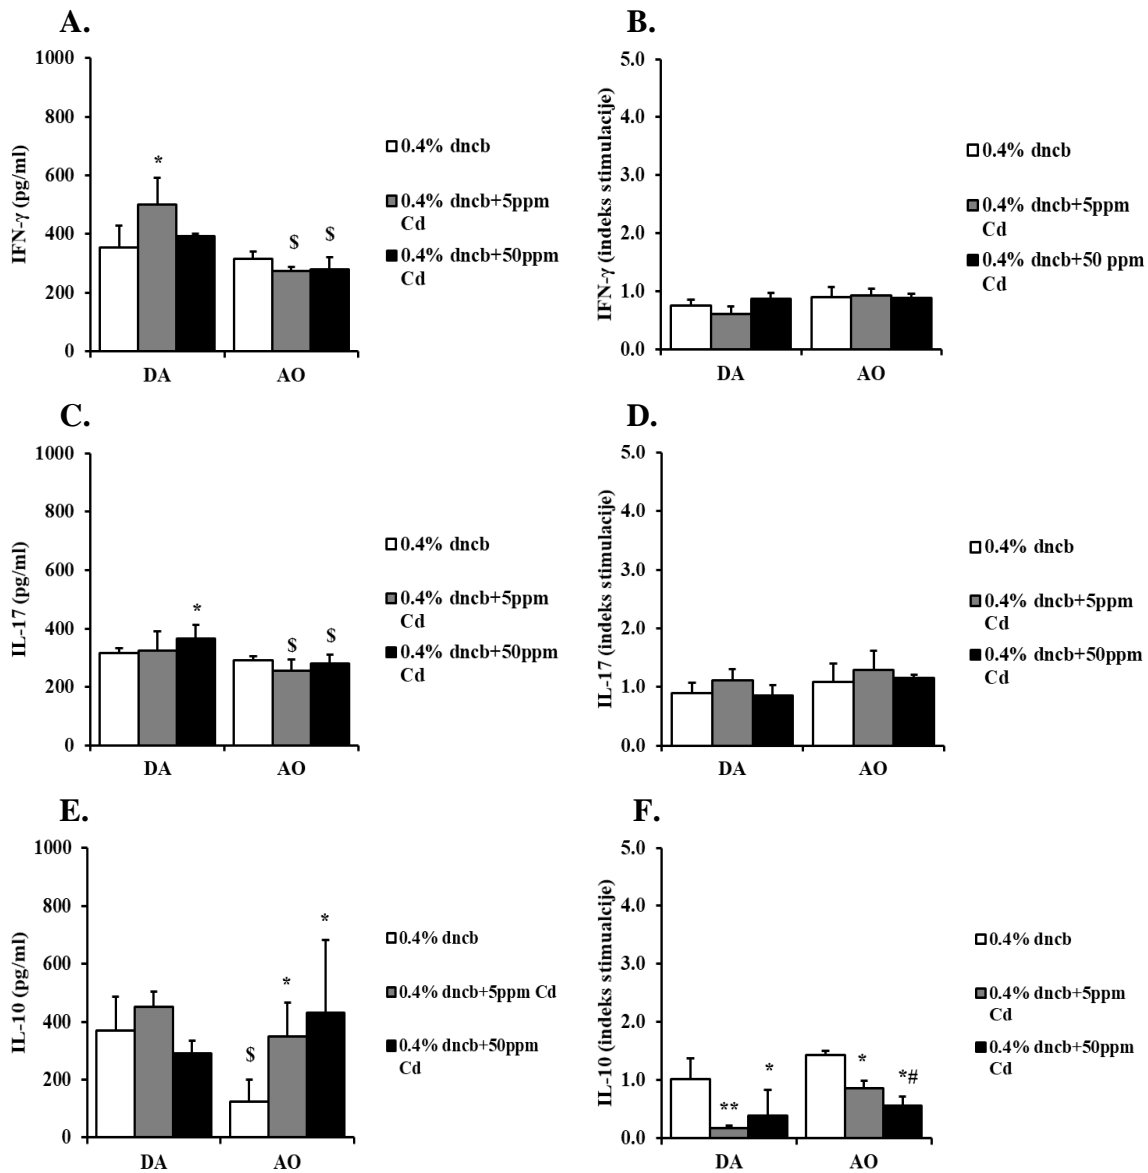 A.
1000
800
600
400
200
0
IFN-γ (pg/ml)
*
$
$
DA
AO
0.4% dncb
0.4% dncb+5ppm
Cd
0.4% dncb+50ppm
Cd
B.
5.0
4.0
3.0
2.0
1.0
0.0
IFN-γ (indeks stimulacije)
DA
AO
0.4% dncb
0.4% dncb+5ppm
Cd
0.4% dncb+50 ppm
Cd
C.
1000
800
600
400
200
0
IL-17 (pg/ml)
*
$
$
DA
AO
0.4% dncb
0.4% dncb+5ppm
Cd
0.4% dncb+50ppm
Cd
D.
5.0
4.0
3.0
2.0
1.0
0.0
IL-17 (indeks stimulacije)
DA
AO
0.4% dncb
0.4% dncb+5ppm
Cd
0.4% dncb+50ppm
Cd
E.
1000
800
600
400
200
0
IL-10 (pg/ml)
$
*
*
DA
AO
0.4% dncb
0.4% dncb+5ppm Cd
0.4% dncb+50ppm
Cd
F.
5.0
4.0
3.0
2.0
1.0
0.0
IL-10 (indeks stimualcije)
**
*
*
*#
DA
AO
0.4% dncb
0.4% dncb+5ppm
Cd
0.4% dncb+50ppm
Cd